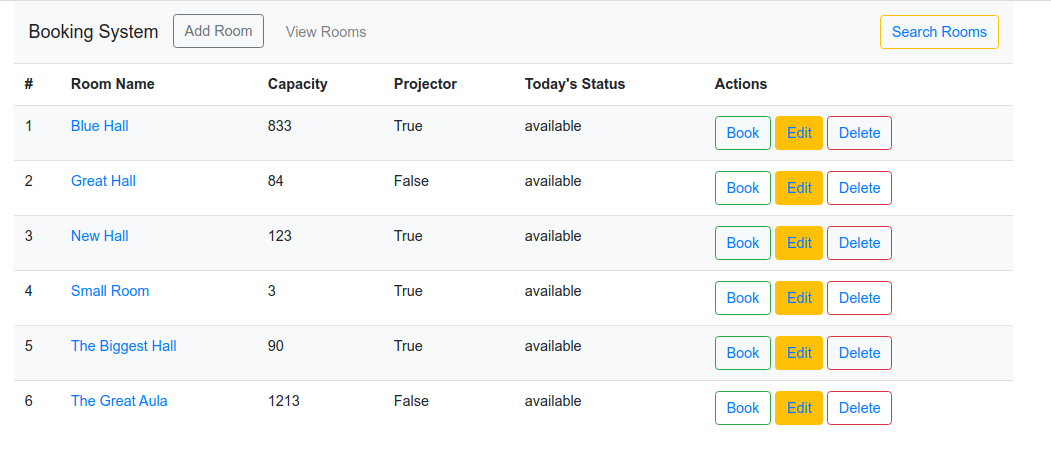 Booking System Add Room View Rooms Search Rooms
# Room Name Capacity Projector Today's Status Actions
1 Blue Hall 833 True available Book Edit Delete
2 Great Hall 84 False available Book Edit Delete
3 New Hall 123 True available Book Edit Delete
4 Small Room 3 True available Book Edit Delete
5 The Biggest Hall 90 True available Book Edit Delete
6 The Great Aula 1213 False available Book Edit Delete